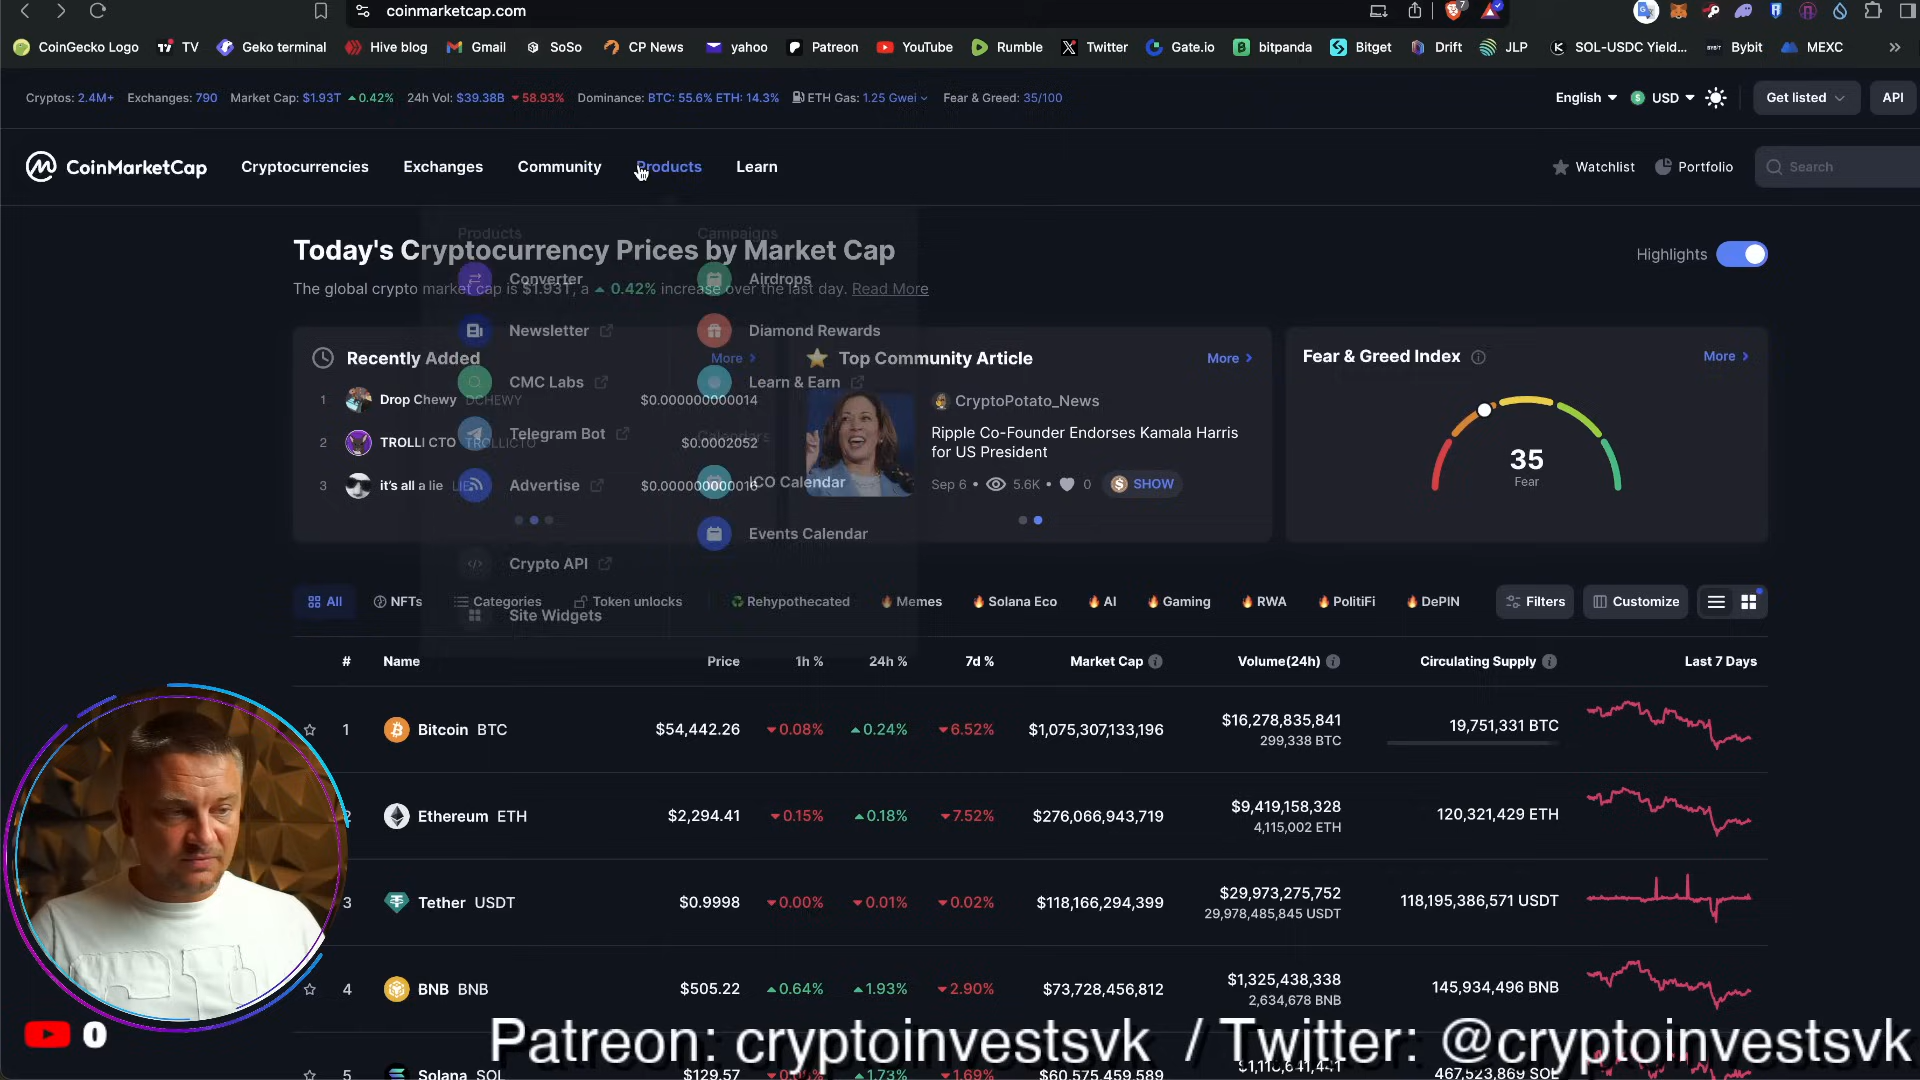 coinmarketcap.com
7
CoinGecko Logo TV Geko terminal Hive blog Gmail SoSo CP News yahoo Patreon YouTube Rumble Twitter Gate.io bitpanda Bitget Drift JLP SOL-USDC Yield... Bybit MEXC
Cryptos: 2.4M+ Exchanges: 790 Market Cap: $1.93T 0.42% 24h Vol: $39.38B 58.93% Dominance: BTC: 55.6% ETH: 14.3% ETH Gas: 1.25 Gwei Fear & Greed: 35/100
English USD Get listed API
CoinMarketCap Cryptocurrencies Exchanges Community Products Learn
Watchlist Portfolio Search
Products Campaigns
Today's Cryptocurrency Prices by Market Cap
Highlights
Converter Airdrops
The global crypto market cap is $1.93T, a 0.42% increase over the last day. Read More
Newsletter Diamond Rewards
Recently Added More
Top Community Article More
Fear & Greed Index More
CMC Labs Learn & Earn
1 Drop Chewy DCHEWY $0.000000000014
CryptoPotato_News
Telegram Bot Calendars
2 TROLLI CTO TROLLICTO $0.0002052
Ripple Co-Founder Endorses Kamala Harris
for US President
35
Fear
Advertise ICO Calendar
3 it's all a lie LIE $0.000000000016
Sep 6 • 5.6K • 0 SHOW
Events Calendar
Crypto API
All NFTs Categories Token unlocks Rehypothecated Memes Solana Eco AI Gaming RWA PolitiFi DePIN Filters Customize
Site Widgets
# Name Price 1h % 24h % 7d % Market Cap Volume(24h) Circulating Supply Last 7 Days
1 Bitcoin BTC $54,442.26 0.08% 0.24% 6.52% $1,075,307,133,196 $16,278,835,841 19,751,331 BTC
299,338 BTC
2 Ethereum ETH $2,294.41 0.15% 0.18% 7.52% $276,066,943,719 $9,419,158,328 120,321,429 ETH
4,115,002 ETH
3 Tether USDT $0.9998 0.00% 0.01% 0.02% $118,166,294,399 $29,973,275,752 118,195,386,571 USDT
29,978,485,845 USDT
4 BNB BNB $505.22 0.64% 1.93% 2.90% $73,728,456,812 $1,325,438,338 145,934,496 BNB
2,634,678 BNB
0
Patreon: cryptoinvestsvk / Twitter: @cryptoinvestsvk
5 Solana SOL $129.57 1.73% 1.69% $60,575,459,589 467,523,869 SOL